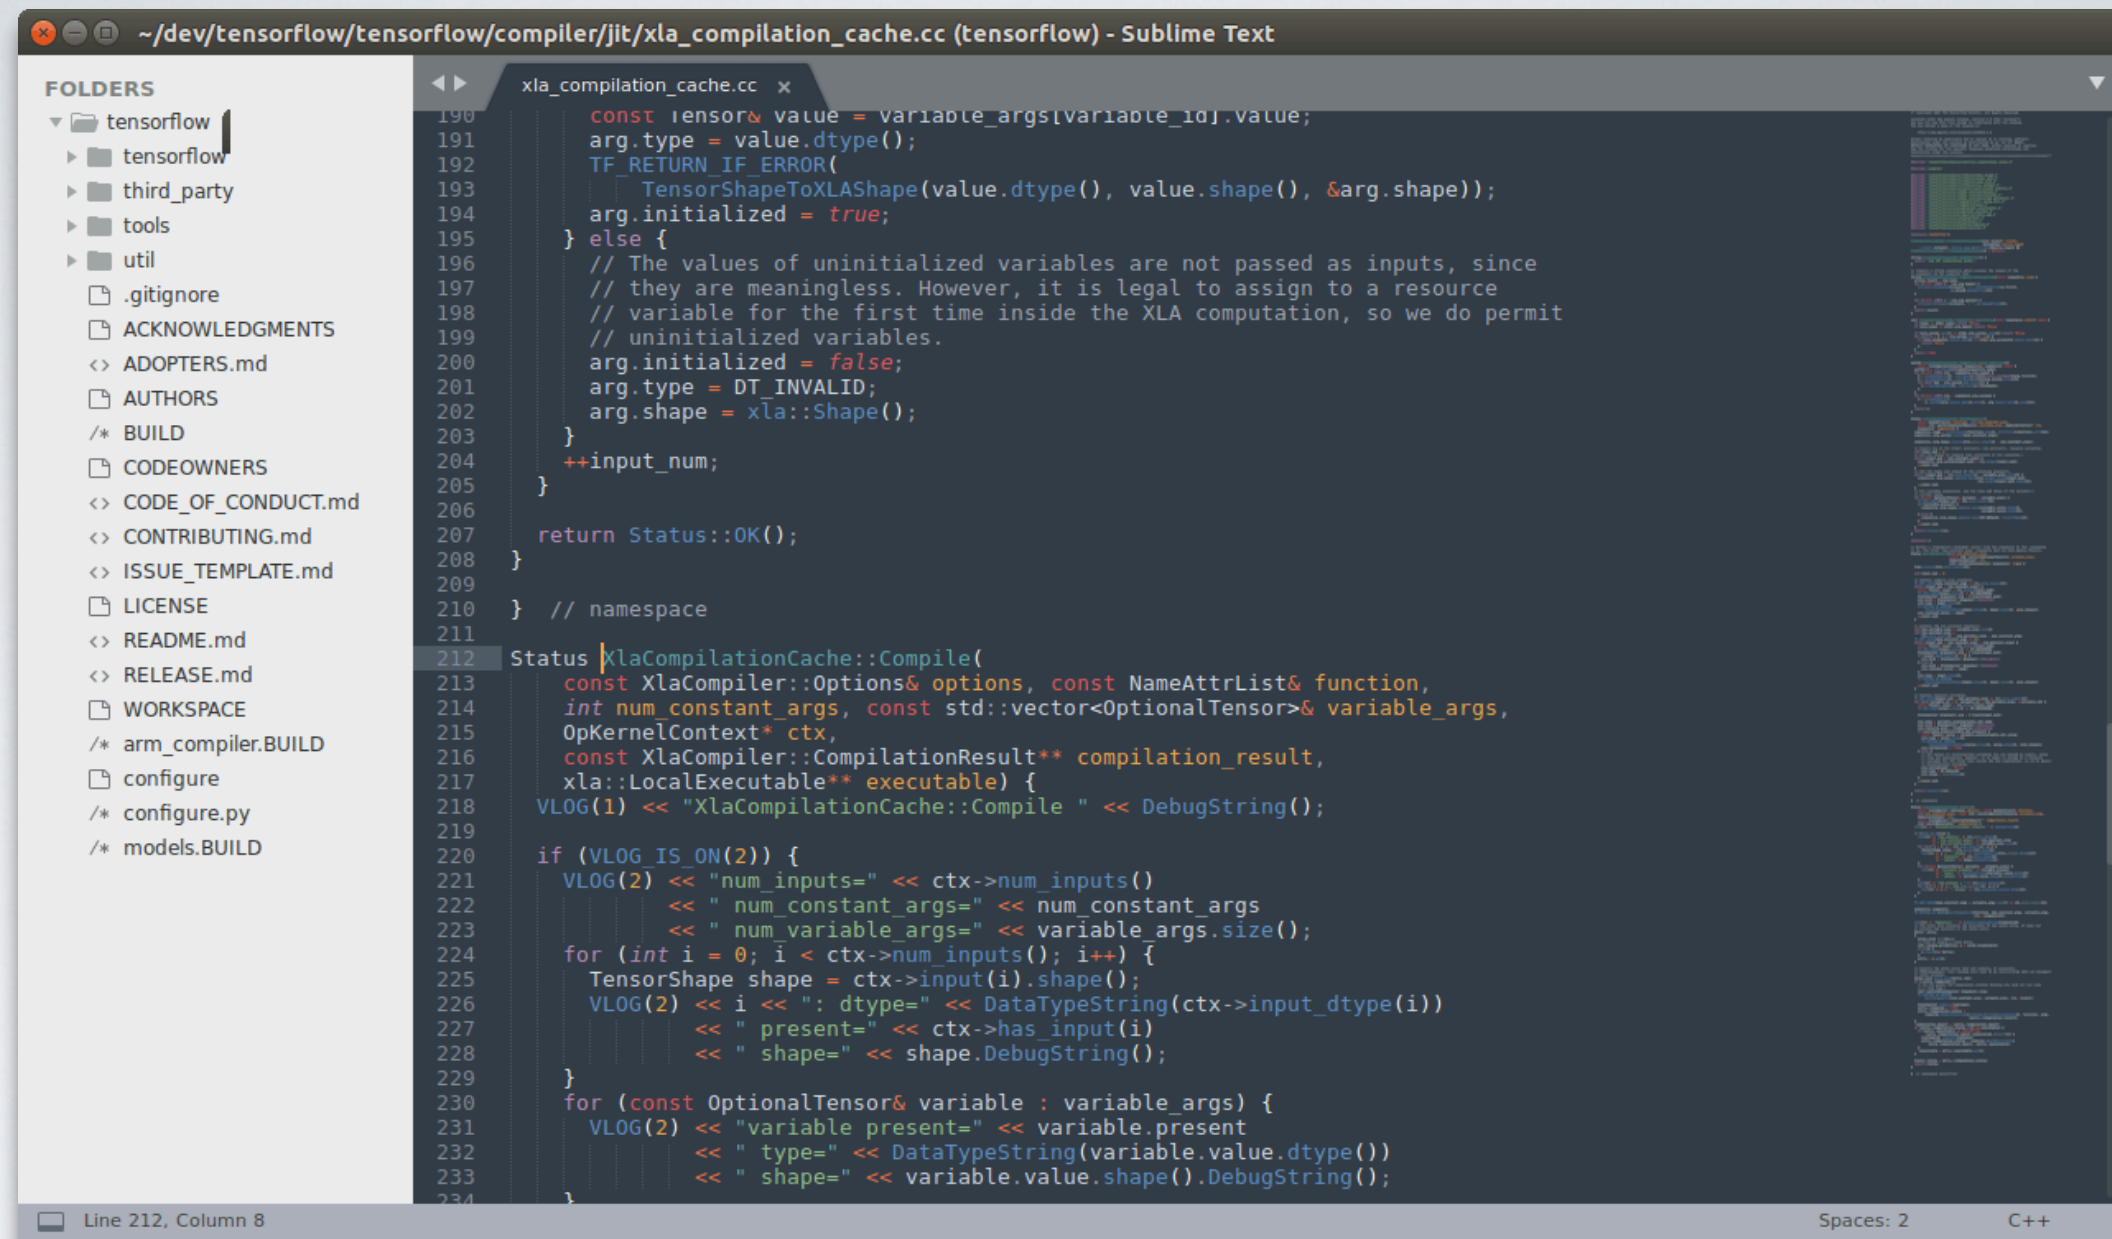 ~/dev/tensorflow/tensorflow/compiler/jit/xla_compilation_cache.cc (tensorflow) - Sublime Text
FOLDERS
tensorflow
tensorflow
third_party
tools
util
.gitignore
ACKNOWLEDGMENTS
<> ADOPTERS.md
AUTHORS
/* BUILD
CODEOWNERS
<> CODE_OF_CONDUCT.md
<> CONTRIBUTING.md
<> ISSUE_TEMPLATE.md
LICENSE
<> README.md
<> RELEASE.md
WORKSPACE
/* arm_compiler.BUILD
configure
/* configure.py
/* models.BUILD
xla_compilation_cache.cc ×
190         const Tensor& value = variable_args[variable_id].value;
191         arg.type = value.dtype();
192         TF_RETURN_IF_ERROR(
193             TensorShapeToXLAShape(value.dtype(), value.shape(), &arg.shape));
194         arg.initialized = true;
195       } else {
196         // The values of uninitialized variables are not passed as inputs, since
197         // they are meaningless. However, it is legal to assign to a resource
198         // variable for the first time inside the XLA computation, so we do permit
199         // uninitialized variables.
200         arg.initialized = false;
201         arg.type = DT_INVALID;
202         arg.shape = xla::Shape();
203       }
204       ++input_num;
205     }
206
207     return Status::OK();
208   }
209
210   }  // namespace
211
212   Status XlaCompilationCache::Compile(
213       const XlaCompiler::Options& options, const NameAttrList& function,
214       int num_constant_args, const std::vector<OptionalTensor>& variable_args,
215       OpKernelContext* ctx,
216       const XlaCompiler::CompilationResult** compilation_result,
217       xla::LocalExecutable** executable) {
218     VLOG(1) << "XlaCompilationCache::Compile " << DebugString();
219
220     if (VLOG_IS_ON(2)) {
221       VLOG(2) << "num_inputs=" << ctx->num_inputs()
222               << " num_constant_args=" << num_constant_args
223               << " num_variable_args=" << variable_args.size();
224       for (int i = 0; i < ctx->num_inputs(); i++) {
225         TensorShape shape = ctx->input(i).shape();
226         VLOG(2) << i << ": dtype=" << DataTypeString(ctx->input_dtype(i))
227                 << " present=" << ctx->has_input(i)
228                 << " shape=" << shape.DebugString();
229       }
230       for (const OptionalTensor& variable : variable_args) {
231         VLOG(2) << "variable present=" << variable.present
232                 << " type=" << DataTypeString(variable.value.dtype())
233                 << " shape=" << variable.value.shape().DebugString();
234       }
Line 212, Column 8
Spaces: 2
C++